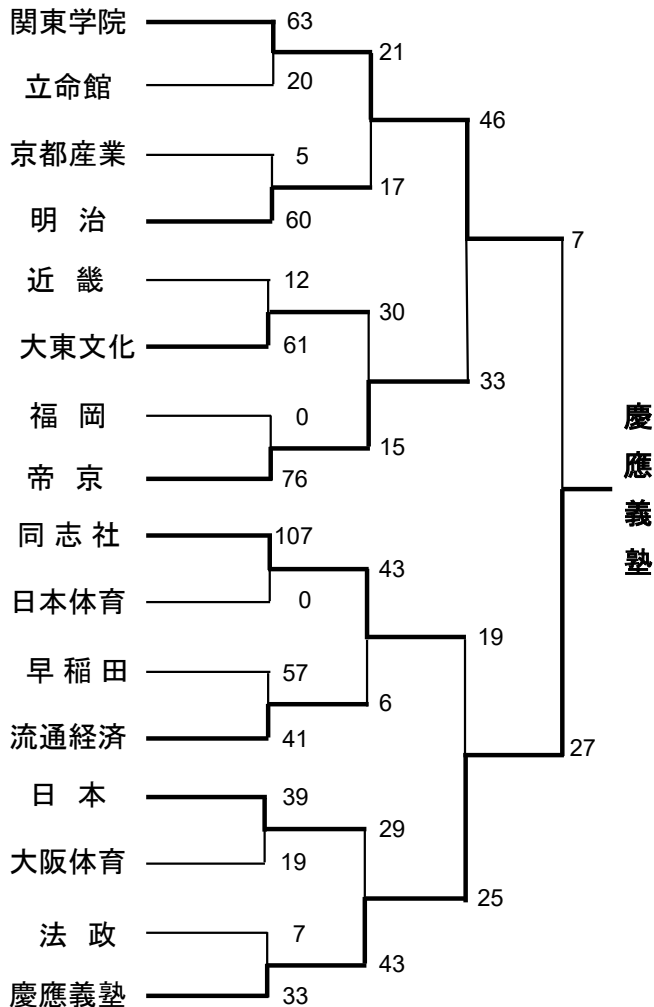 関東学院 63
21
立命館 20
46
京都産業 5
17
明 治 60
7
近 畿 12
30
大東文化 61
33
福 岡 0
15
帝 京 76
慶應義塾
同志社 107
43
日本体育 0
19
早稲田 57
6
流通経済 41
27
日 本 39
29
大阪体育 19
25
法 政 7
43
慶應義塾 33